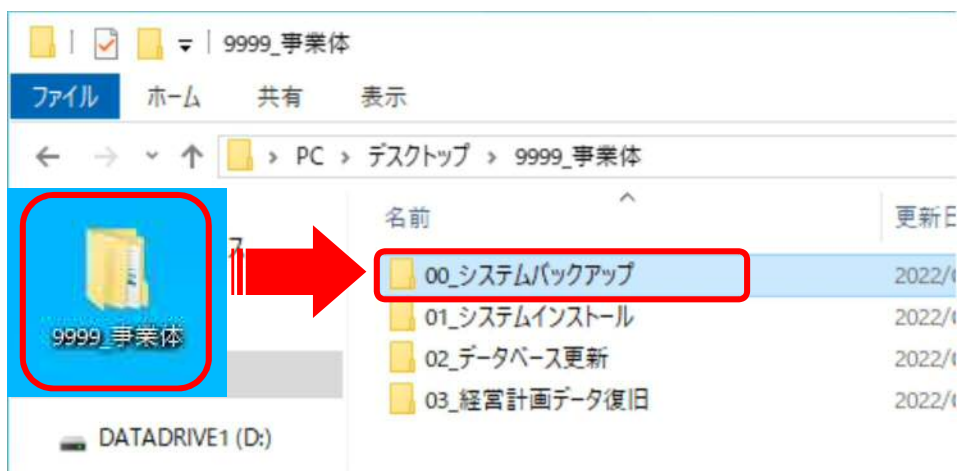 9999_事業体
ファイル ホーム 共有 表示
PC > デスクトップ > 9999_事業体
名前 更新日
ス
00_システムバックアップ 2022/
01_システムインストール 2022/
02_データベース更新 2022/
03_経営計画データ復旧 2022/
9999_事業体
DATADRIVE1 (D:)